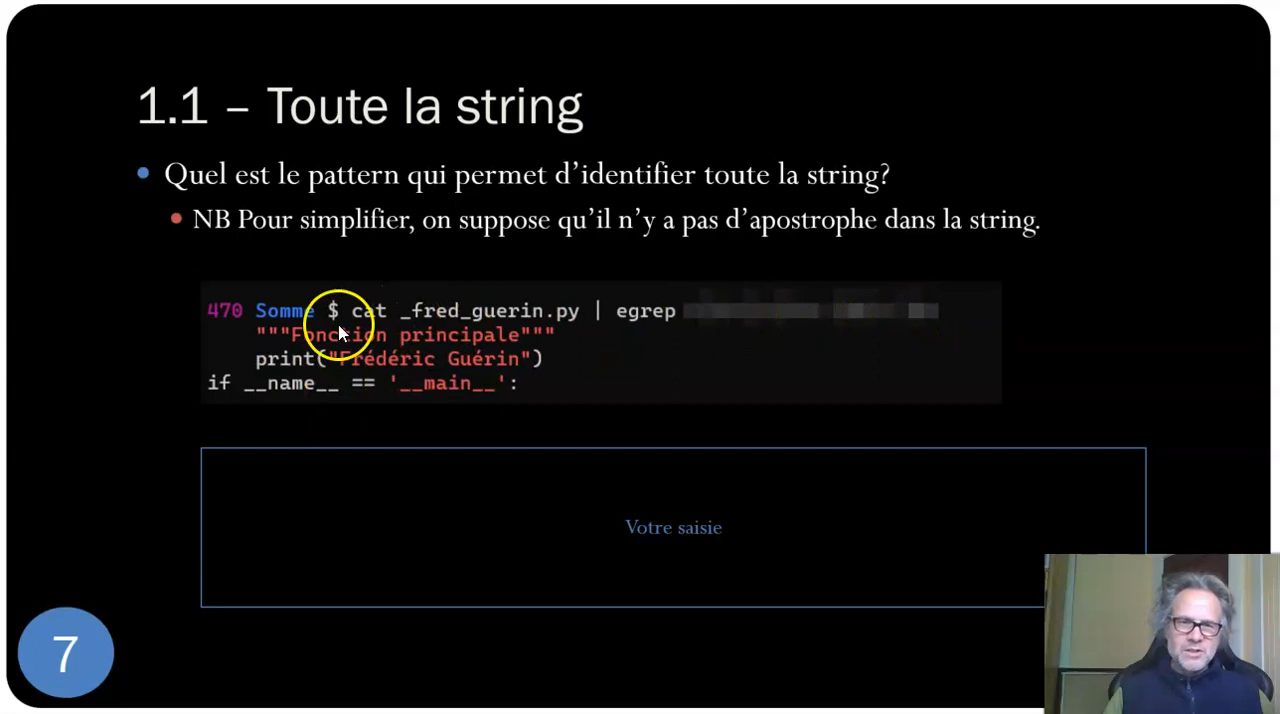 1.1 – Toute la string
Quel est le pattern qui permet d’identifier toute la string?
NB Pour simplifier, on suppose qu’il n’y a pas d’apostrophe dans la string.
470 Somme $ cat _fred_guerin.py | egrep
"""Fonction principale"""
print("Frédéric Guérin")
if __name__ == '__main__':
Votre saisie
7